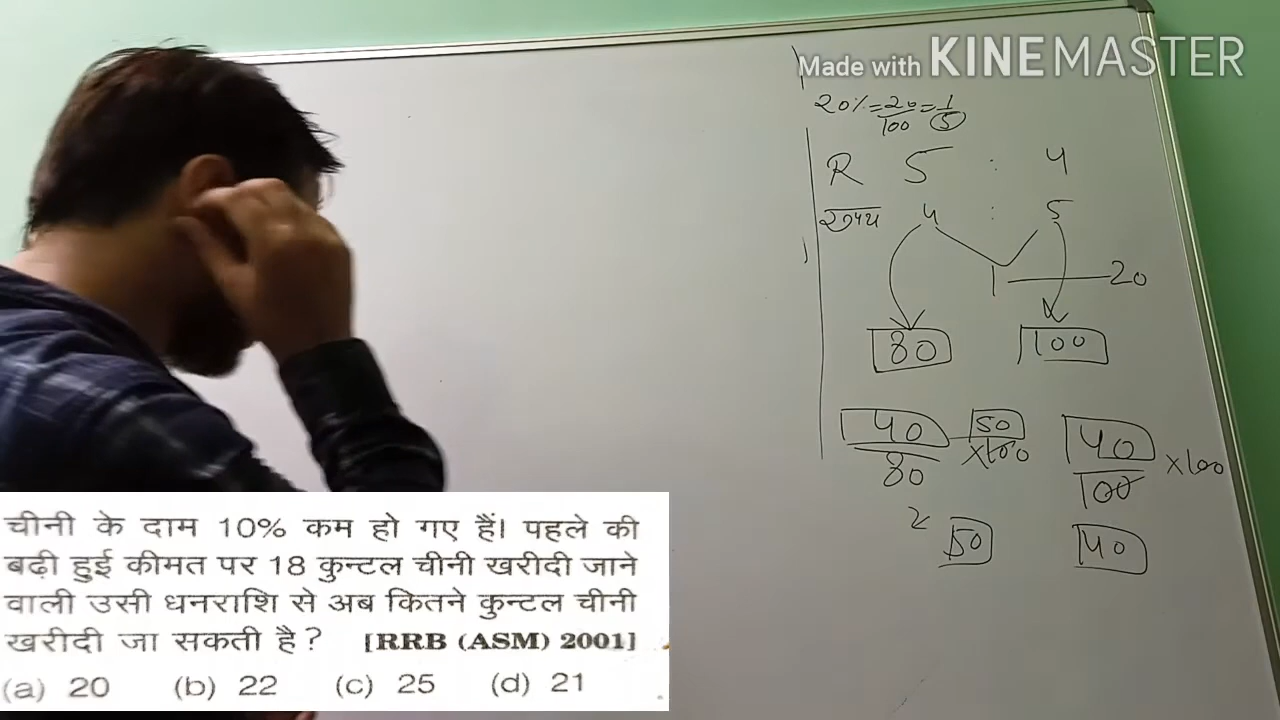 Made with KINEMASTER
20%=20/100=1/5
R 5 : 4
खपत 4 : 5
1 20
80 100
40/80 ×100 50 40/100 ×100
2 50 40
चीनी के दाम 10% कम हो गए हैं। पहले की
बढ़ी हुई कीमत पर 18 कुन्टल चीनी खरीदी जाने
वाली उसी धनराशि से अब कितने कुन्टल चीनी
खरीदी जा सकती है? [RRB (ASM) 2001]
(a) 20 (b) 22 (c) 25 (d) 21